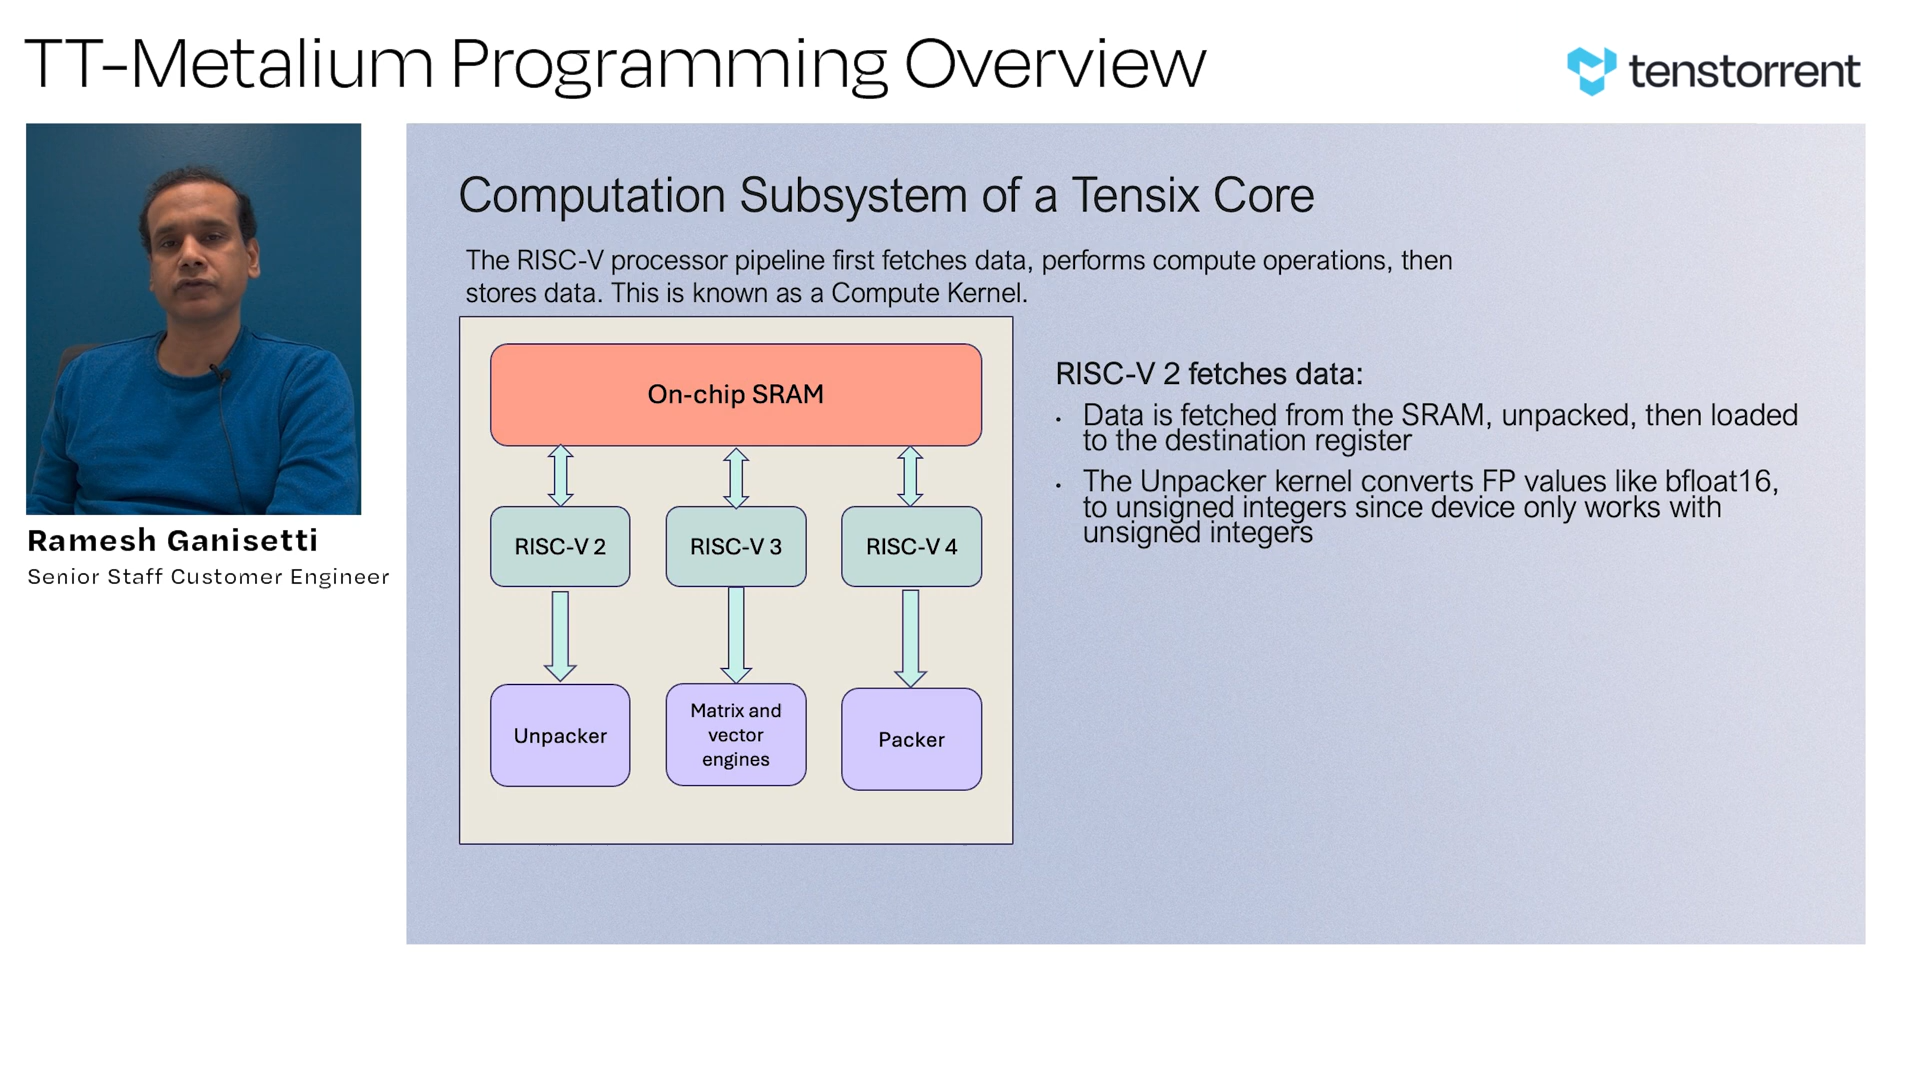 TT-Metalium Programming Overview
tenstorrent
Ramesh Ganisetti
Senior Staff Customer Engineer
Computation Subsystem of a Tensix Core
The RISC-V processor pipeline first fetches data, performs compute operations, then
stores data. This is known as a Compute Kernel.
On-chip SRAM
RISC-V 2
RISC-V 3
RISC-V 4
Unpacker
Matrix and
vector
engines
Packer
RISC-V 2 fetches data:
· Data is fetched from the SRAM, unpacked, then loaded
to the destination register
· The Unpacker kernel converts FP values like bfloat16,
to unsigned integers since device only works with
unsigned integers